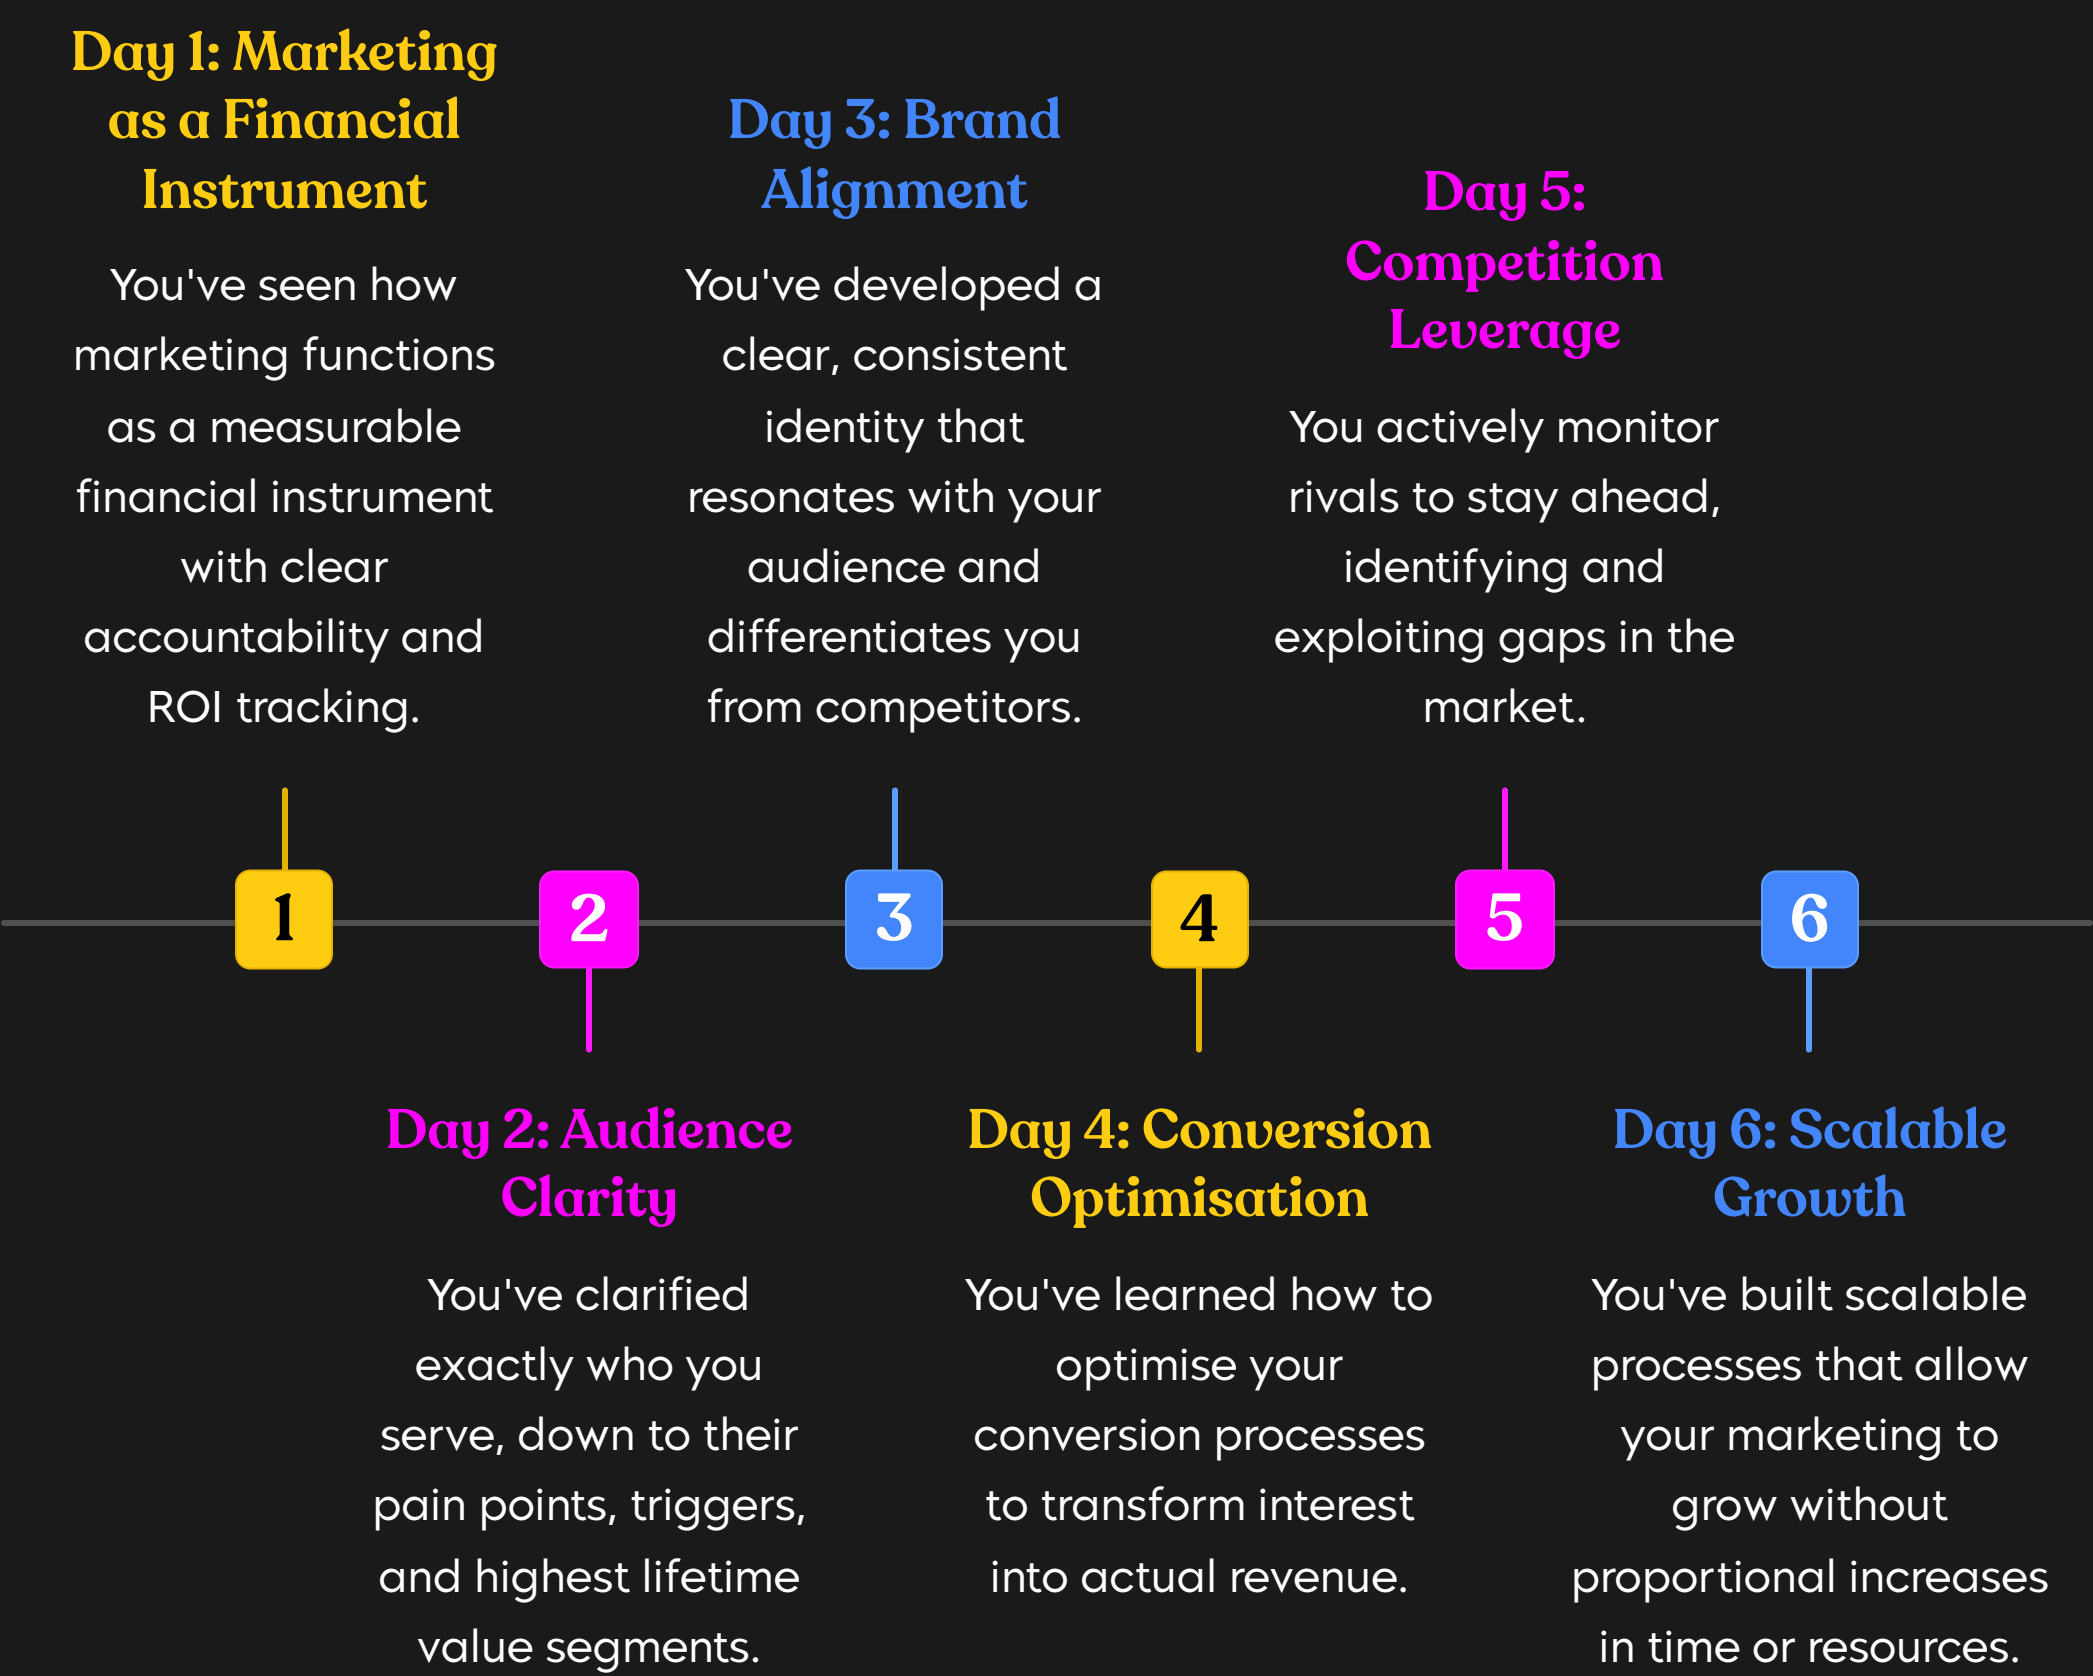 Day 1: Marketing
as a Financial
Instrument
You've seen how
marketing functions
as a measurable
financial instrument
with clear
accountability and
ROI tracking.
Day 3: Brand
Alignment
You've developed a
clear, consistent
identity that
resonates with your
audience and
differentiates you
from competitors.
Day 5:
Competition
Leverage
You actively monitor
rivals to stay ahead,
identifying and
exploiting gaps in the
market.
1
2
3
4
5
6
Day 2: Audience
Clarity
You've clarified
exactly who you
serve, down to their
pain points, triggers,
and highest lifetime
value segments.
Day 4: Conversion
Optimisation
You've learned how to
optimise your
conversion processes
to transform interest
into actual revenue.
Day 6: Scalable
Growth
You've built scalable
processes that allow
your marketing to
grow without
proportional increases
in time or resources.